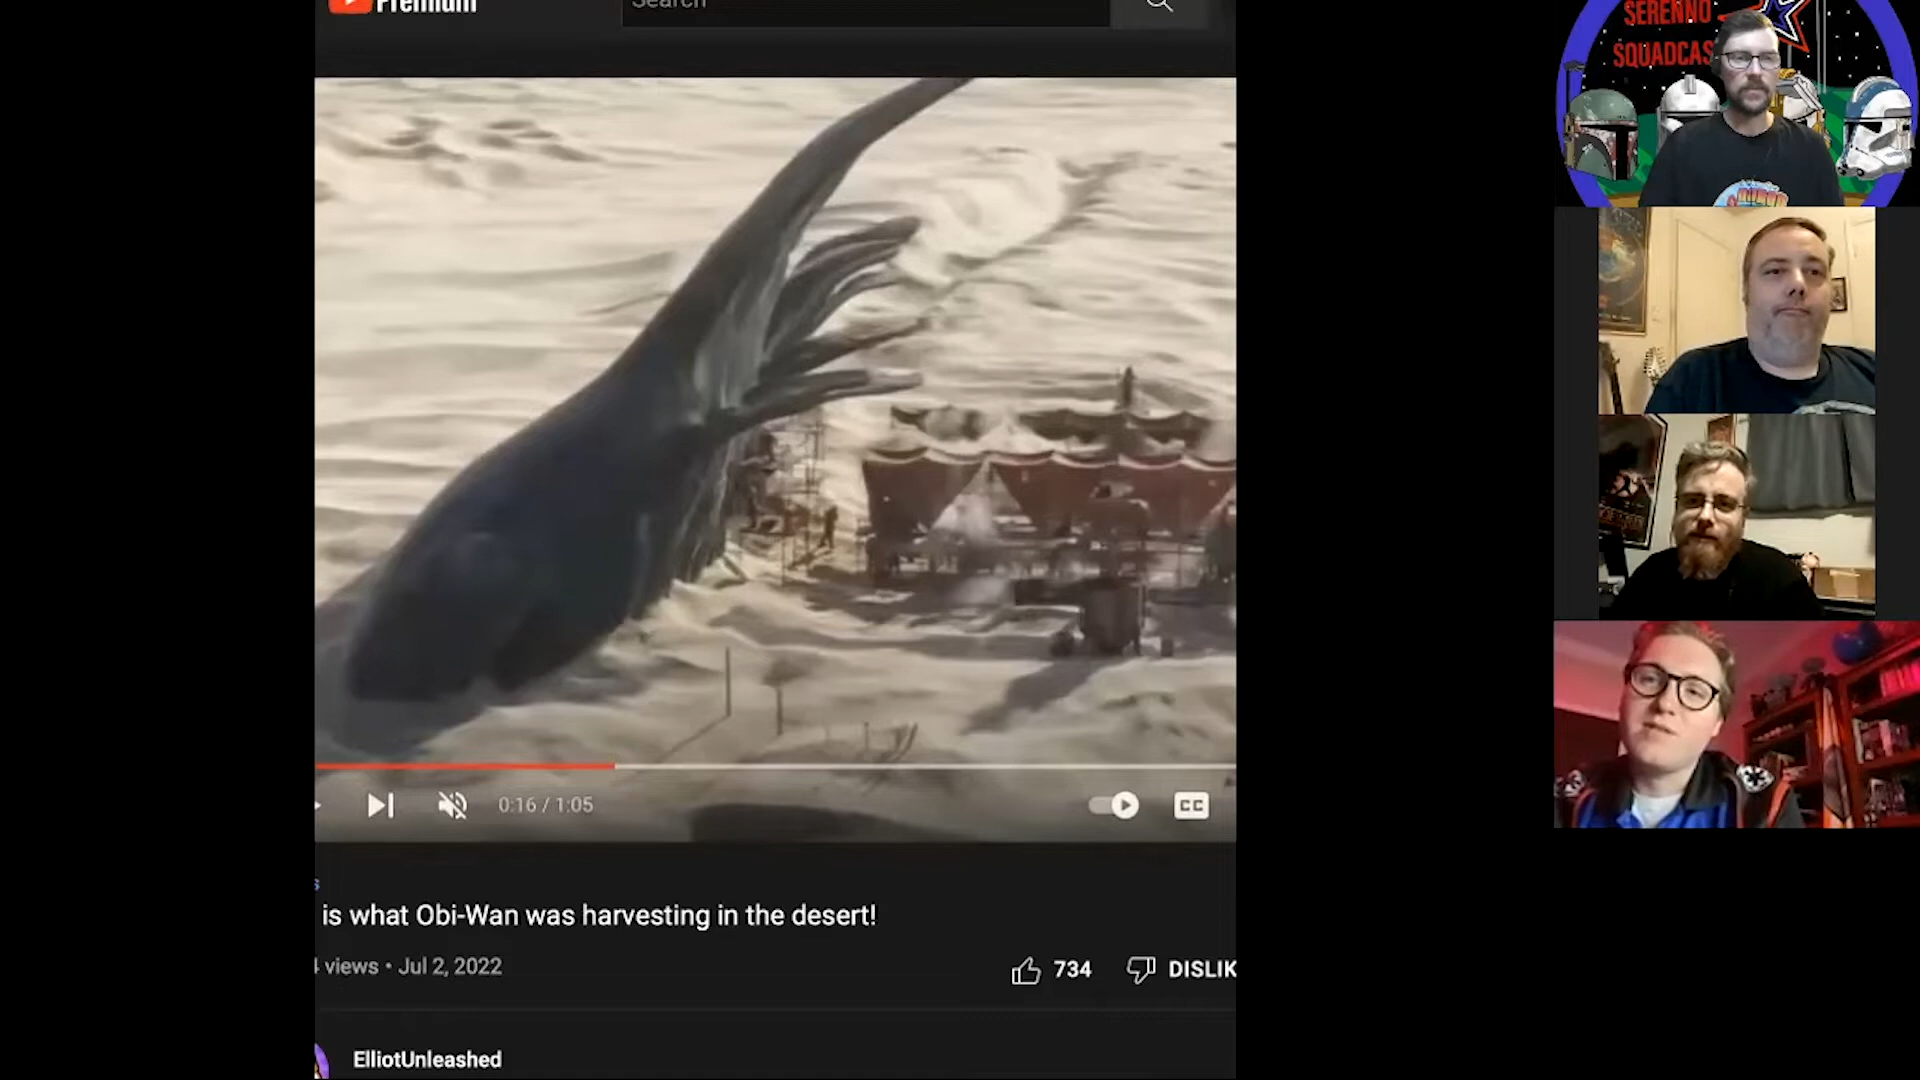 Premium
Search
SERENNO
SQUADCAS
0:16 / 1:05
CC
is what Obi-Wan was harvesting in the desert!
views • Jul 2, 2022
734
DISLIK
ElliotUnleashed